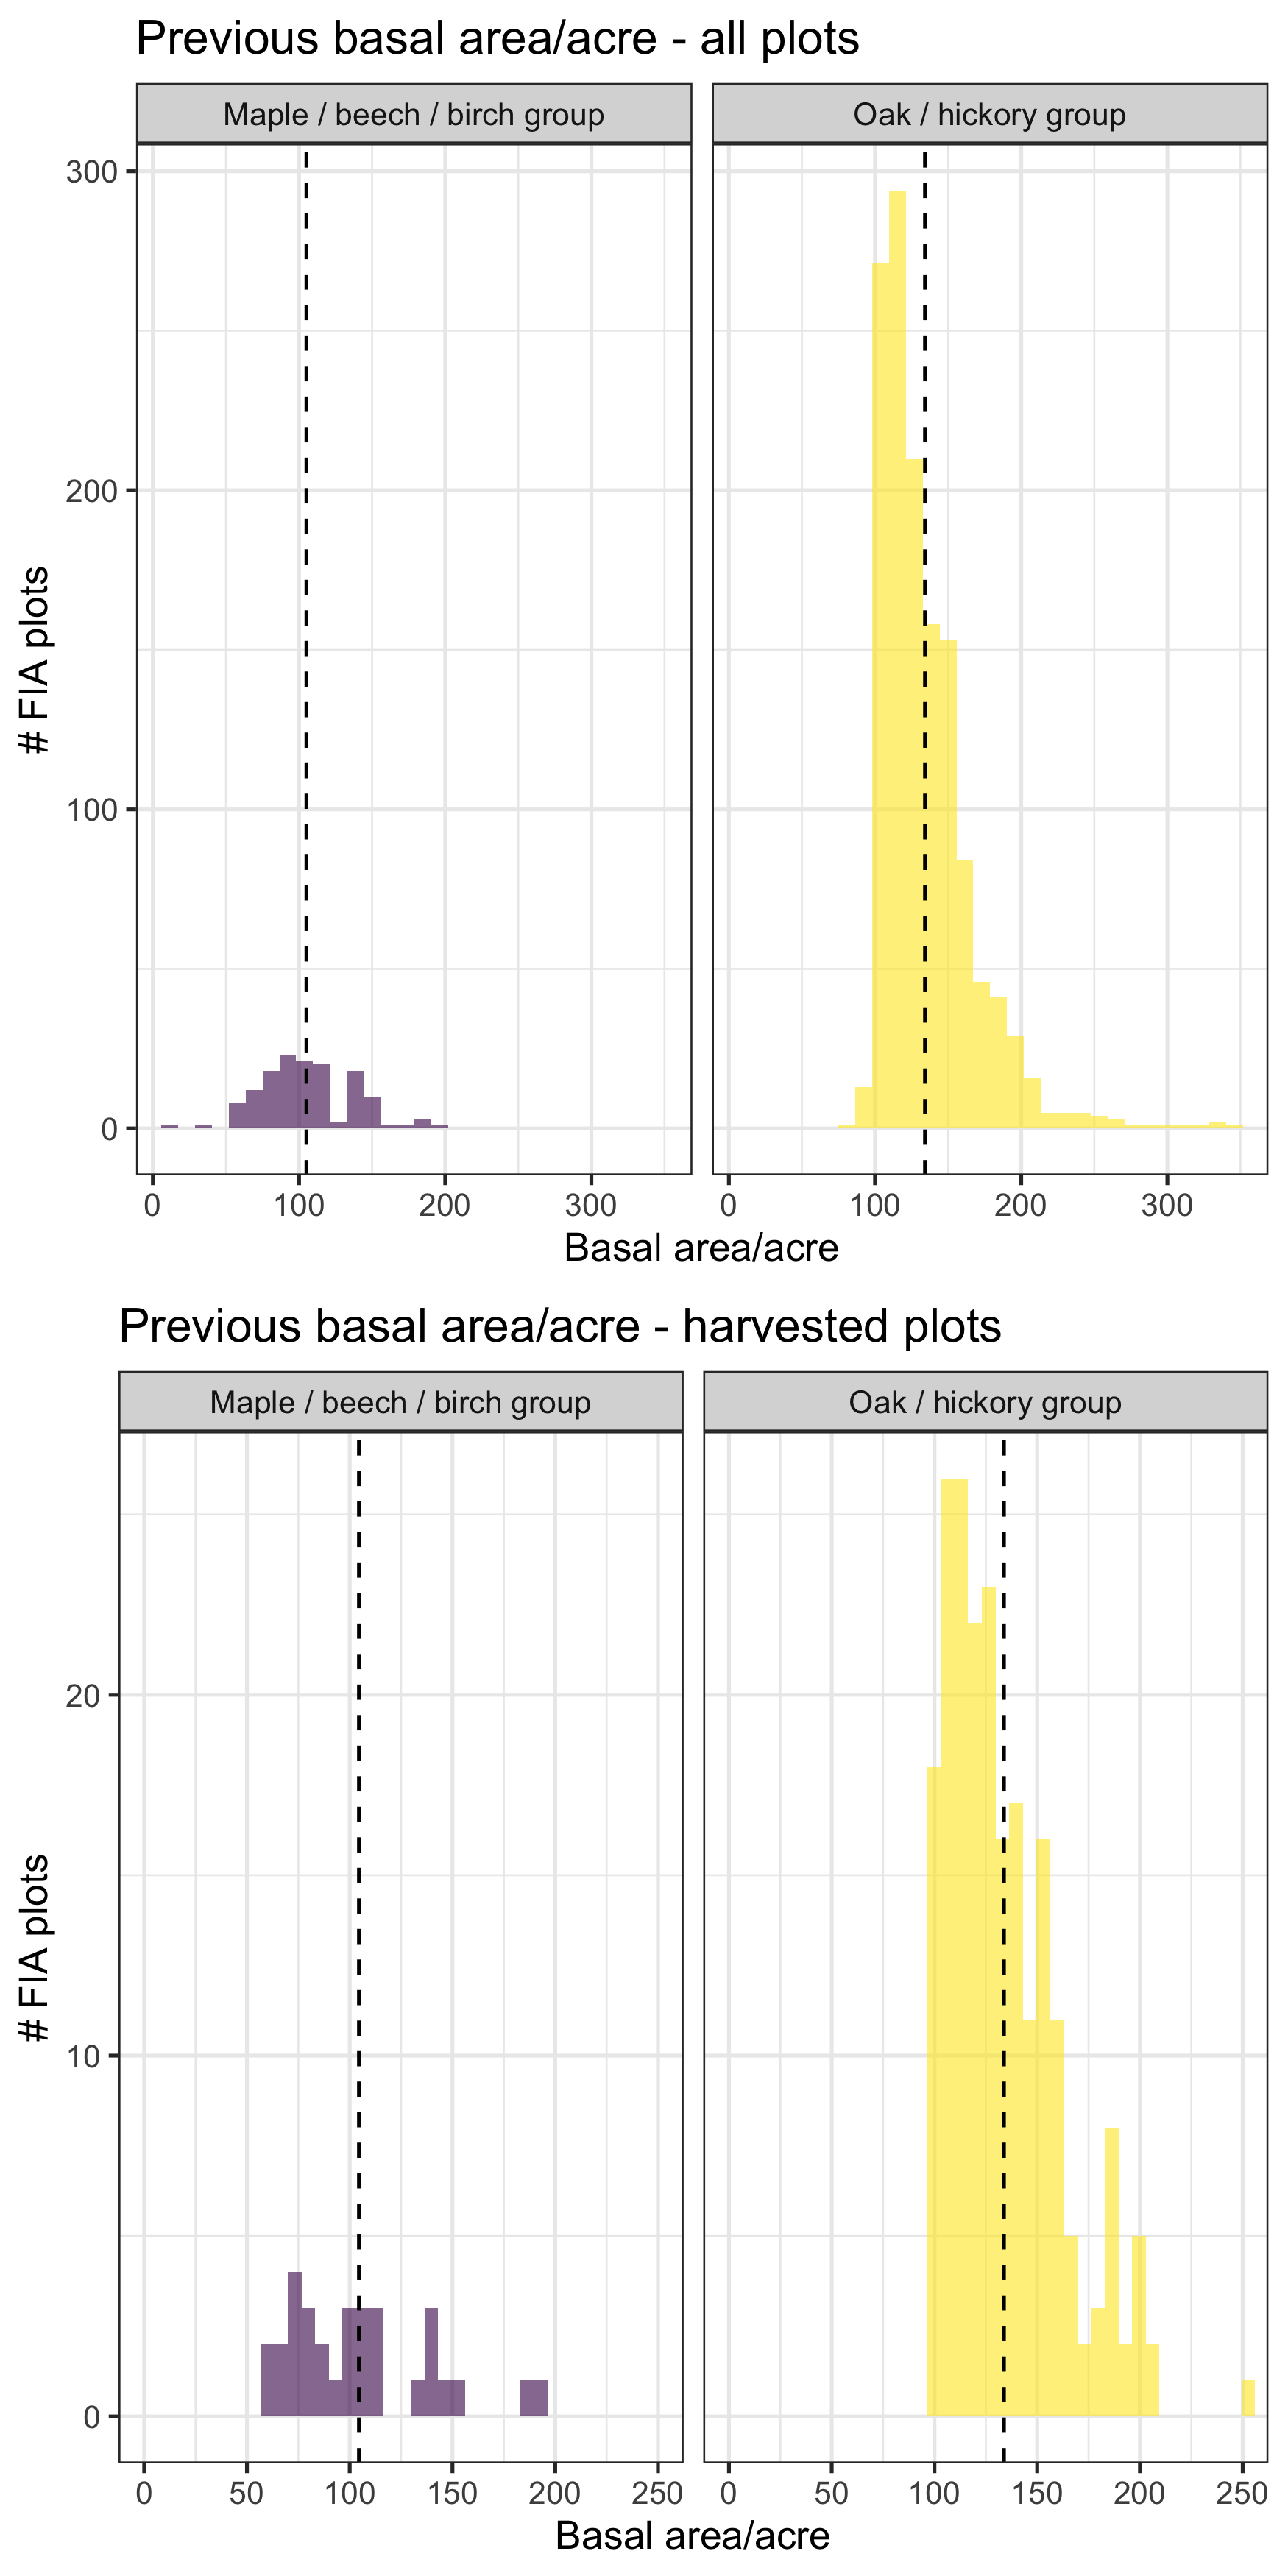 Previous basal area/acre - all plots
Maple / beech / birch group
Oak / hickory group
300
200
100
0
# FIA plots
0 100 200 300
0 100 200 300
Basal area/acre
Previous basal area/acre - harvested plots
Maple / beech / birch group
Oak / hickory group
20
10
0
# FIA plots
0 50 100 150 200 250
0 50 100 150 200 250
Basal area/acre